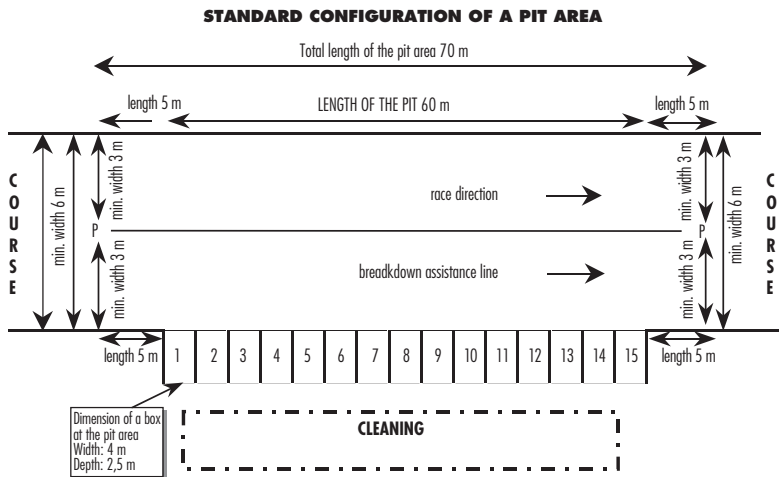 STANDARD CONFIGURATION OF A PIT AREA
Total length of the pit area 70 m
length 5 m
LENGTH OF THE PIT 60 m
length 5 m
COURSE
min. width 6 m
min. width 3 m
P
min. width 3 m
race direction
breadkdown assistance line
min. width 3 m
P
min. width 3 m
min. width 6 m
COURSE
length 5 m
1 2 3 4 5 6 7 8 9 10 11 12 13 14 15
length 5 m
Dimension of a box
at the pit area
Width: 4 m
Depth: 2,5 m
CLEANING